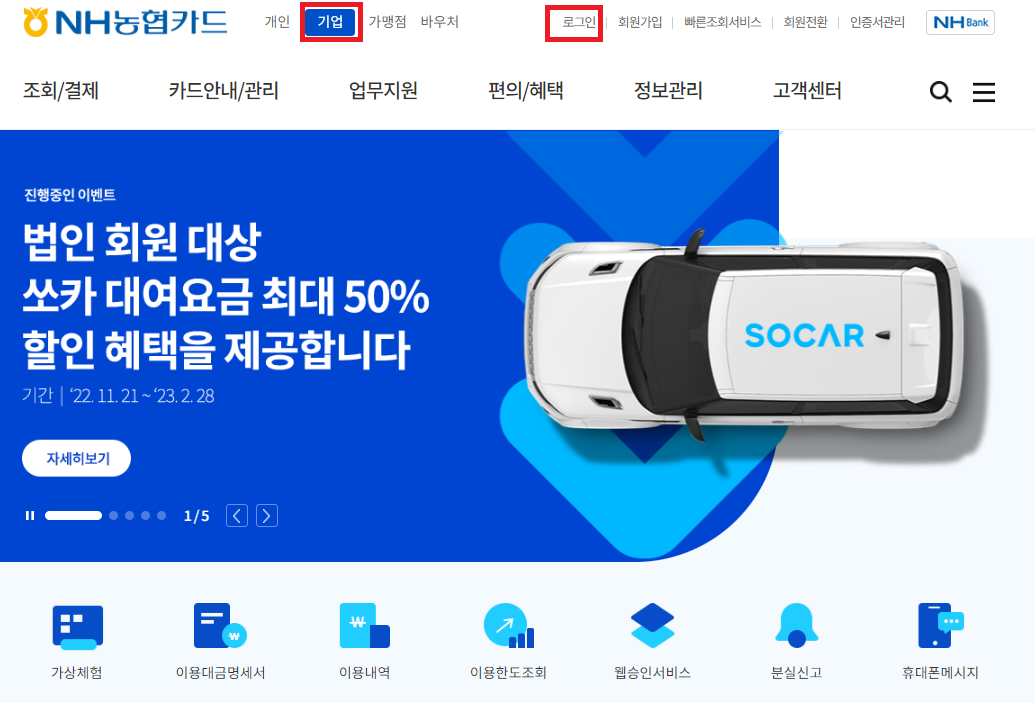 NH농협카드 개인 기업 가맹점 바우처 로그인 회원가입 빠른조회서비스 회원전환 인증서관리 NH Bank
조회/결제 카드안내/관리 업무지원 편의/혜택 정보관리 고객센터
진행중인 이벤트
법인 회원 대상
쏘카 대여요금 최대 50%
할인 혜택을 제공합니다
기간 | '22. 11. 21 ~ '23. 2. 28
SOCAR
자세히보기
1/5
가상체험 이용대금명세서 이용내역 이용한도조회 웹승인서비스 분실신고 휴대폰메시지